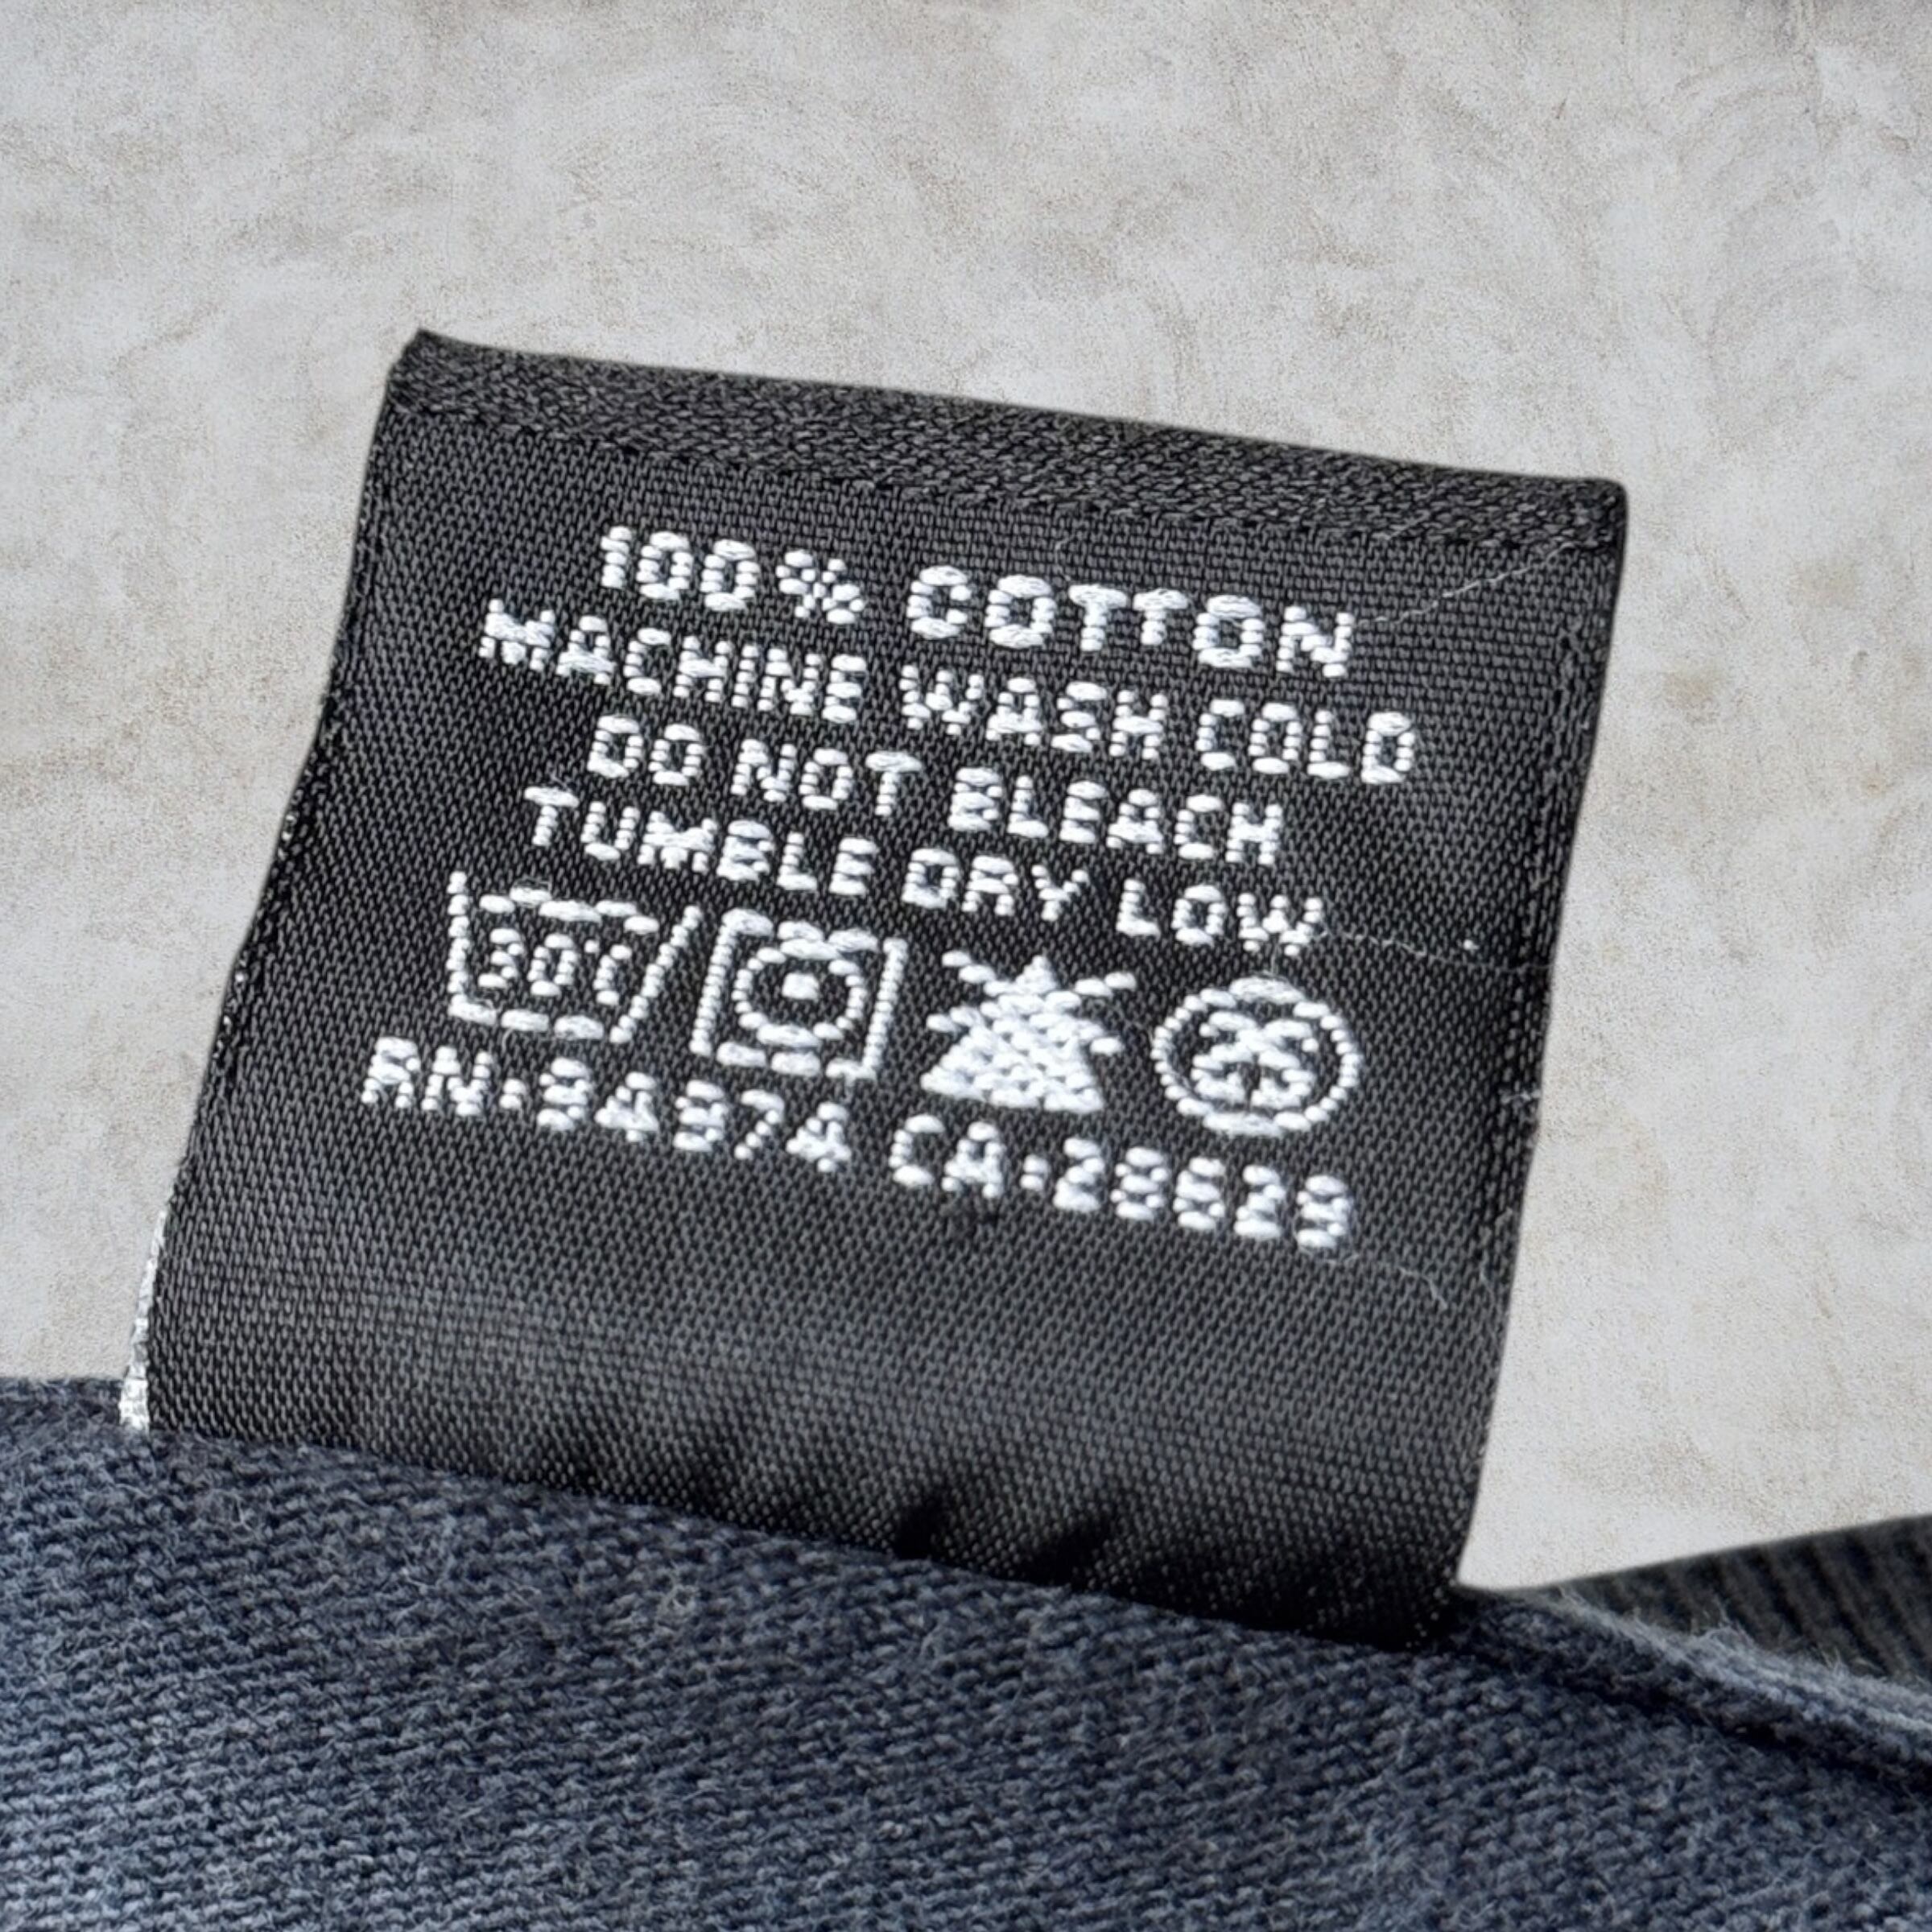 100% COTTON
MACHINE WASH COLD
DO NOT BLEACH
TUMBLE DRY LOW
30°C
RN:94974 CA:28629